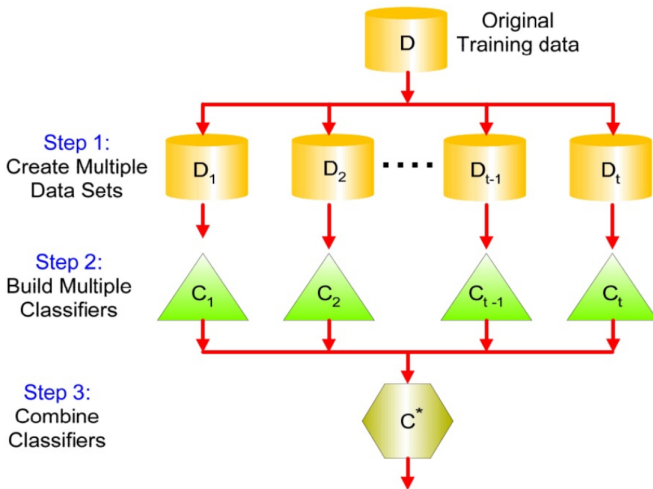 Original
Training data
D
Step 1:
Create Multiple
Data Sets
D1 D2 .... Dt-1 Dt
Step 2:
Build Multiple
Classifiers
C1 C2 Ct -1 Ct
Step 3:
Combine
Classifiers
C*